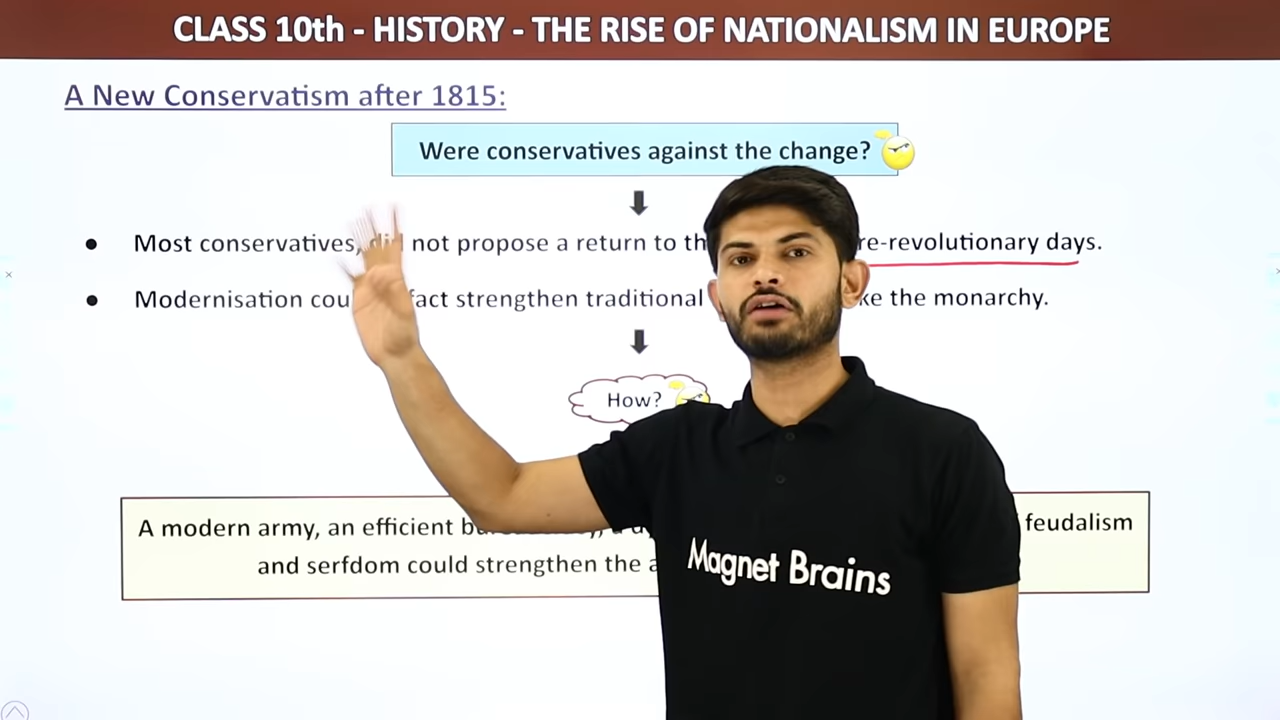 CLASS 10th - HISTORY - THE RISE OF NATIONALISM IN EUROPE
A New Conservatism after 1815:
Were conservatives against the change?
● Most conservatives, did not propose a return to th re-revolutionary days.
● Modernisation cou fact strengthen traditional ke the monarchy.
How?
A modern army, an efficient feudalism
and serfdom could strengthen the a
Magnet Brains